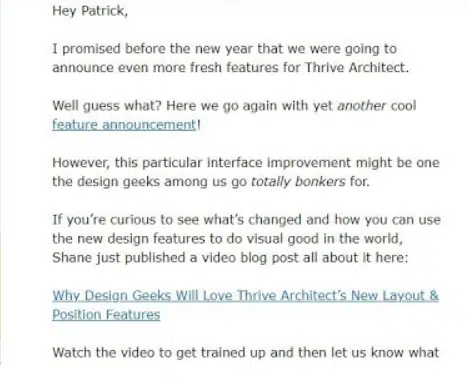 Hey Patrick,
I promised before the new year that we were going to
announce even more fresh features for Thrive Architect.
Well guess what? Here we go again with yet another cool
feature announcement!
However, this particular interface improvement might be one
the design geeks among us go totally bonkers for.
If you're curious to see what's changed and how you can use
the new design features to do visual good in the world,
Shane just published a video blog post all about it here:
Why Design Geeks Will Love Thrive Architect's New Layout &
Position Features
Watch the video to get trained up and then let us know what